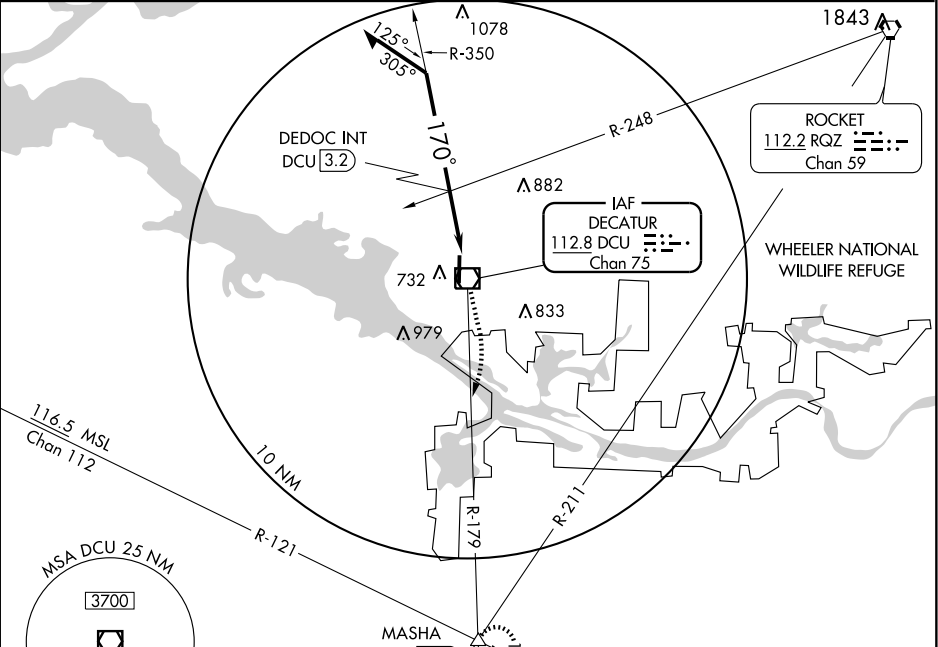 1843
1078
125°
R-350
305°
ROCKET
112.2 RQZ
Chan 59
R-248
170°
DEDOC INT
DCU 3.2
882
IAF
DECATUR
112.8 DCU
Chan 75
WHEELER NATIONAL
WILDLIFE REFUGE
732
833
979
116.5 MSL
Chan 112
10 NM
R-211
R-179
R-121
MSA DCU 25 NM
3700
MASHA